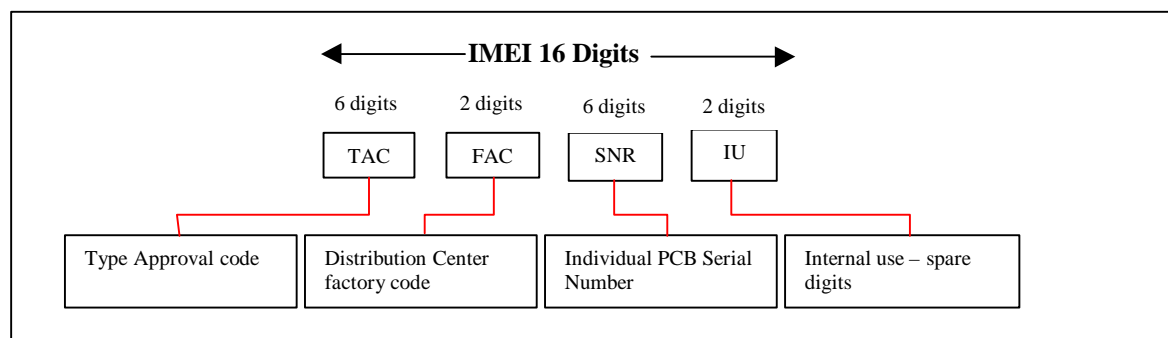 IMEI 16 Digits
6 digits 2 digits 6 digits 2 digits
TAC FAC SNR IU
Type Approval code
Distribution Center
factory code
Individual PCB Serial
Number
Internal use – spare
digits